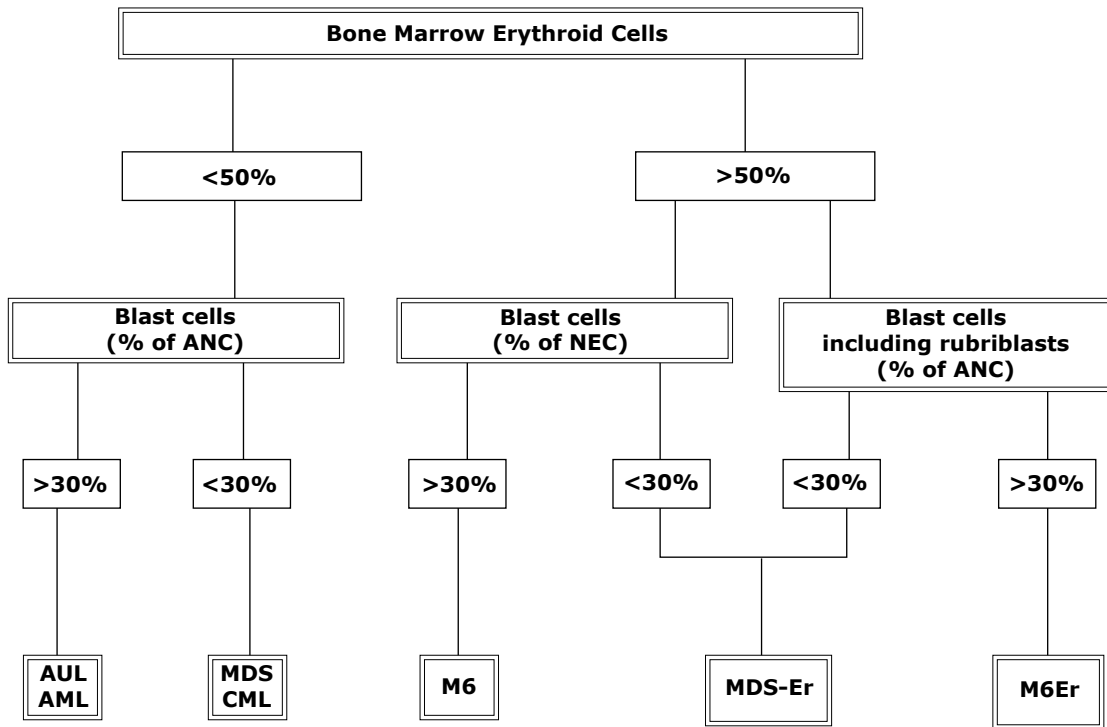 Bone Marrow Erythroid Cells
<50%
>50%
Blast cells
(% of ANC)
Blast cells
(% of NEC)
Blast cells
including rubriblasts
(% of ANC)
>30%
<30%
>30%
<30%
<30%
>30%
AUL
AML
MDS
CML
M6
MDS-Er
M6Er